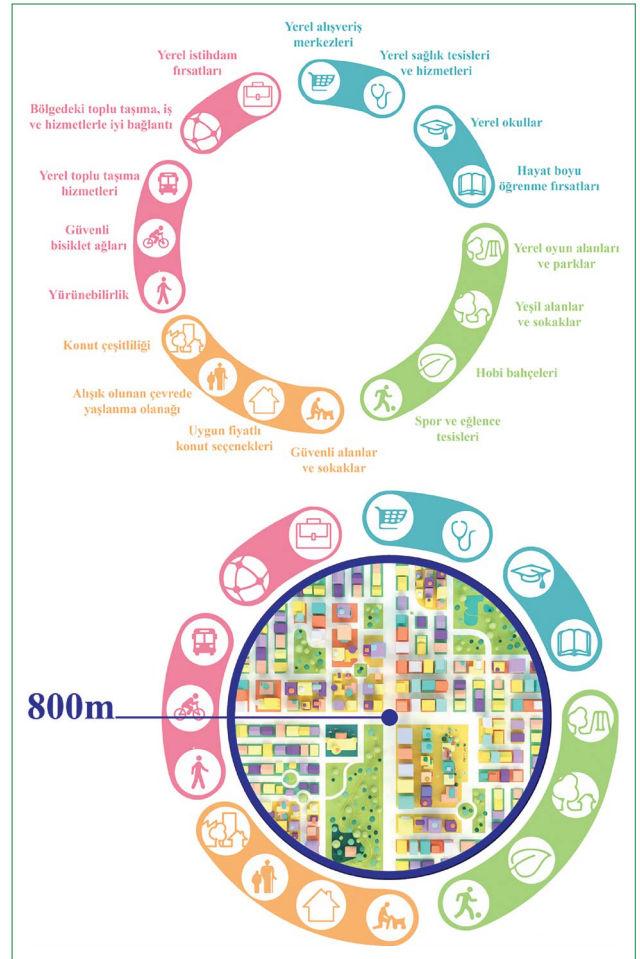 Yerel alışveriş
merkezleri
Yerel sağlık tesisleri
ve hizmetleri
Yerel istihdam
fırsatları
Bölgedeki toplu taşıma, iş
ve hizmetlerle iyi bağlantı
Yerel okullar
Hayat boyu
öğrenme fırsatları
Yerel toplu taşıma
hizmetleri
Güvenli
bisiklet ağları
Yürünebilirlik
Yerel oyun alanları
ve parklar
Yeşil alanlar
ve sokaklar
Hobi bahçeleri
Spor ve eğlence
tesisleri
Konut çeşitliliği
Alışık olunan çevrede
yaşlanma olanağı
Uygun fiyatlı
konut seçenekleri
Güvenli alanlar
ve sokaklar
800m